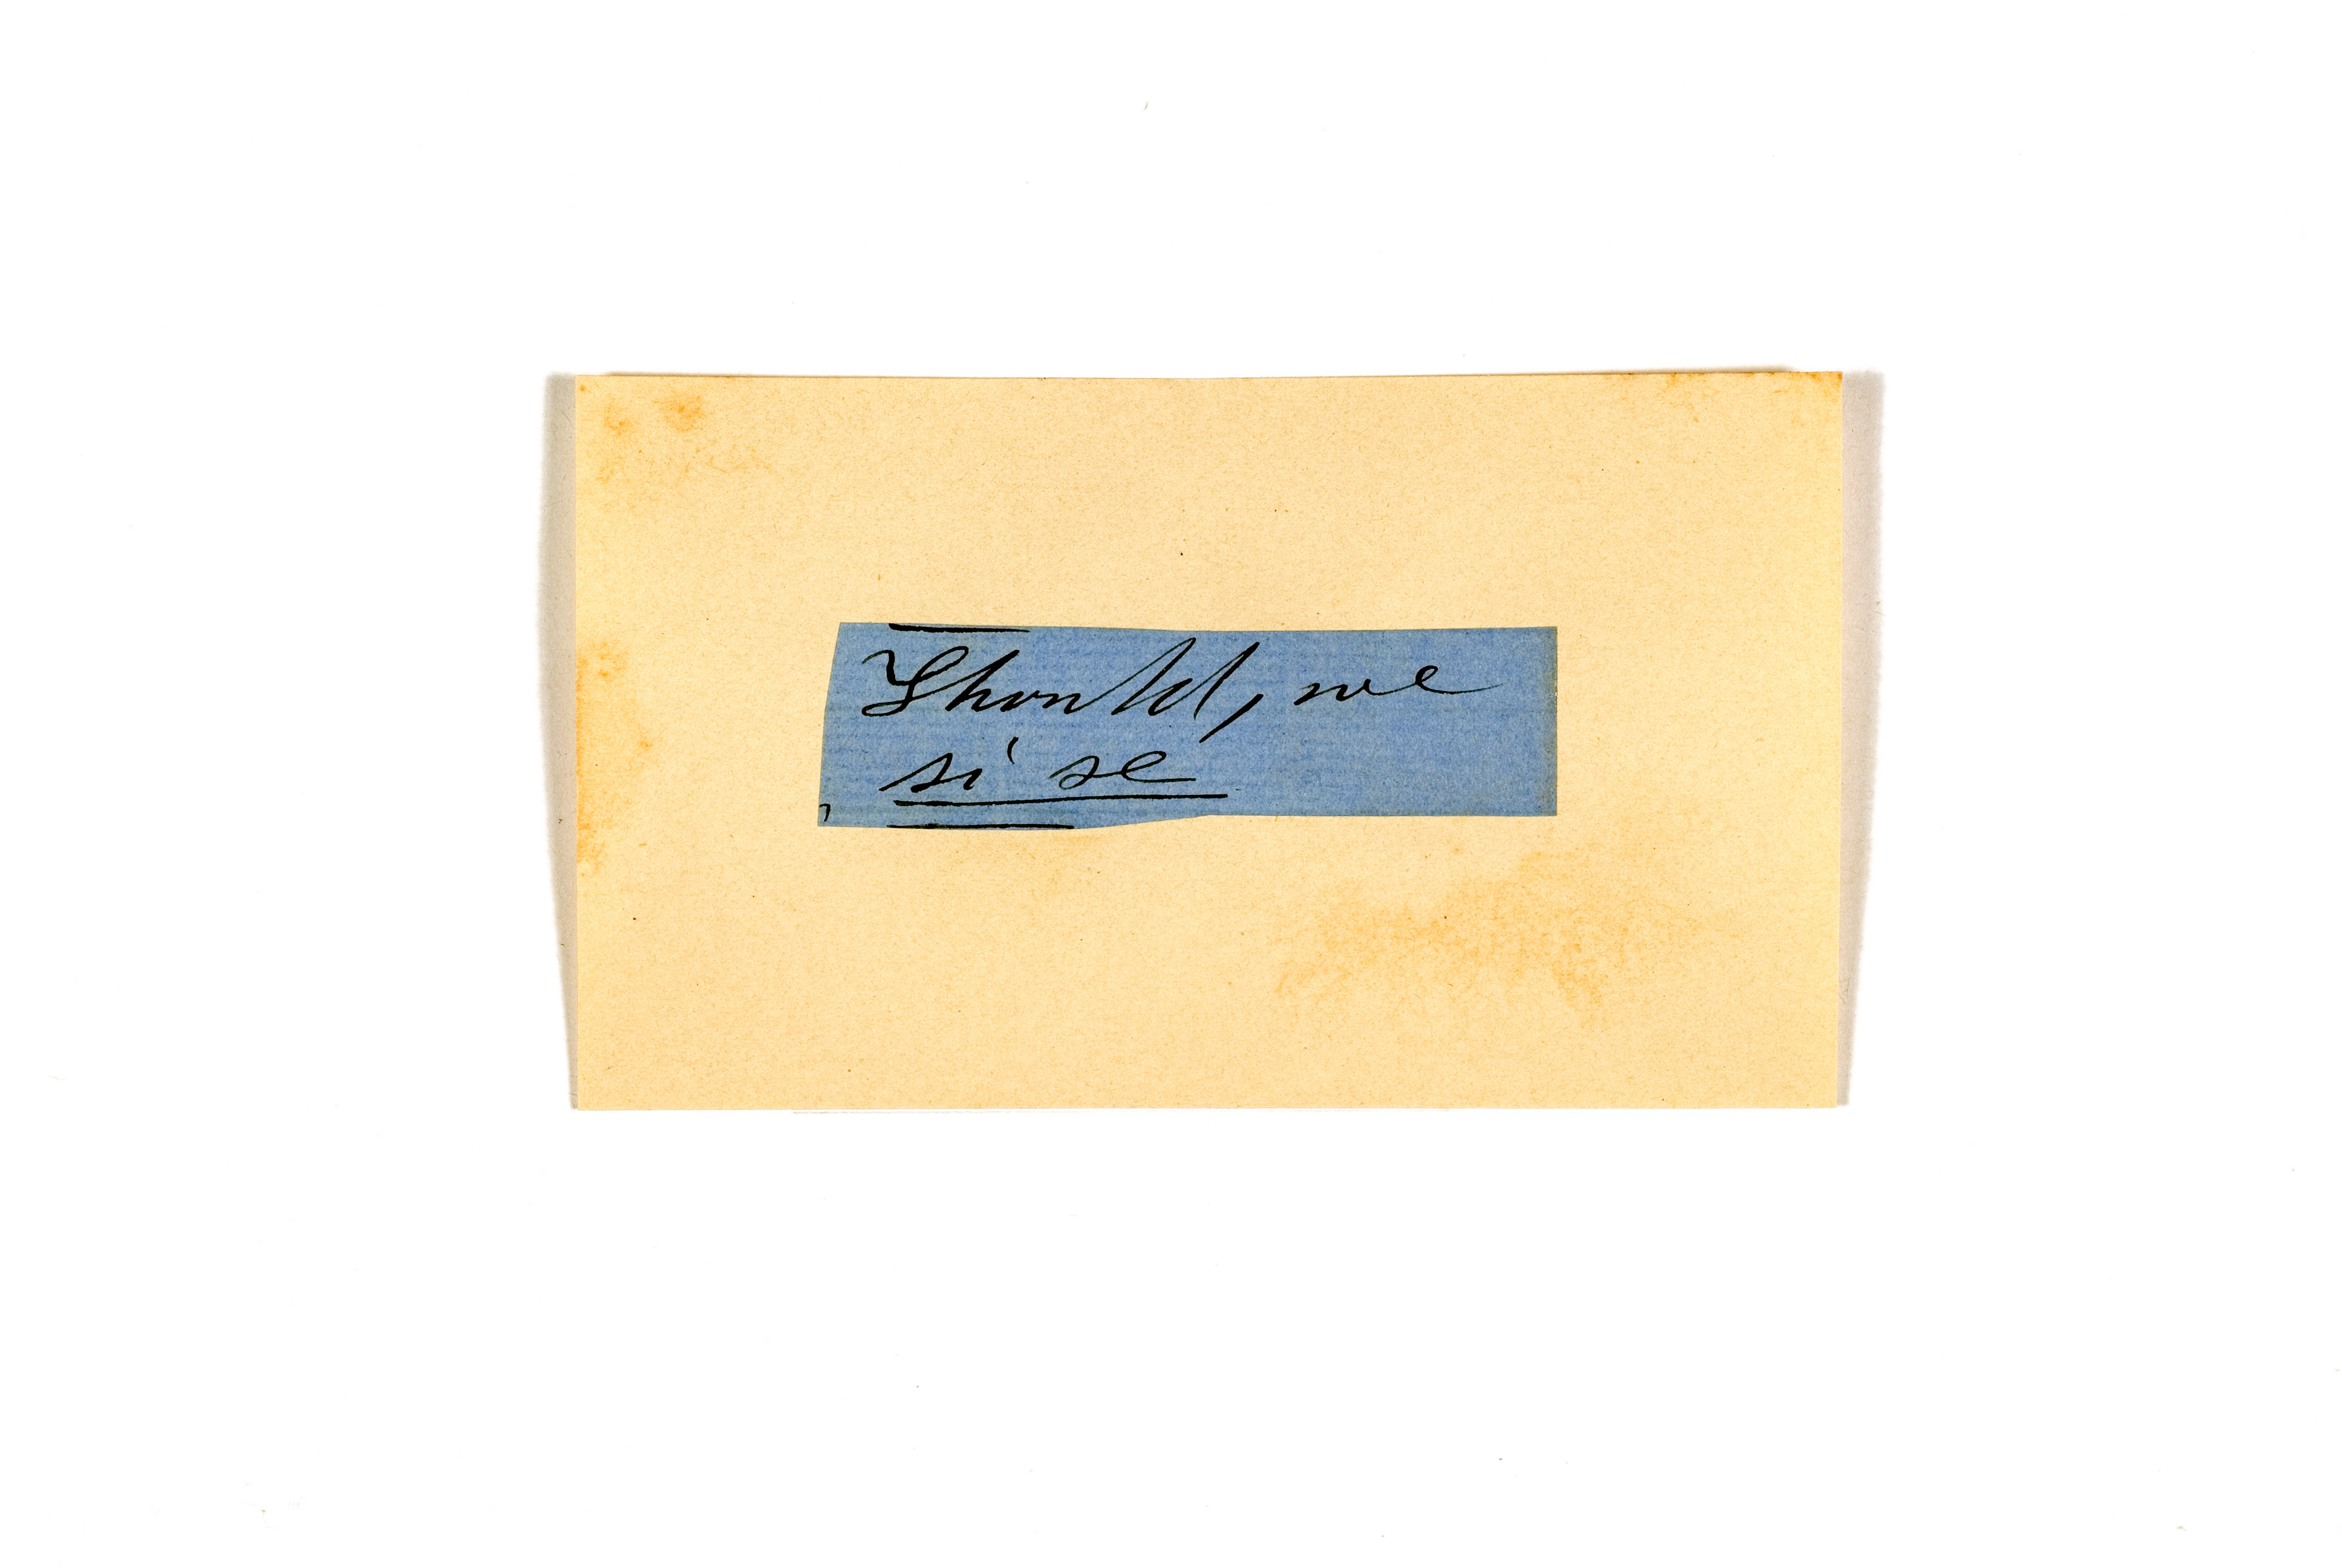 Should, we
si se